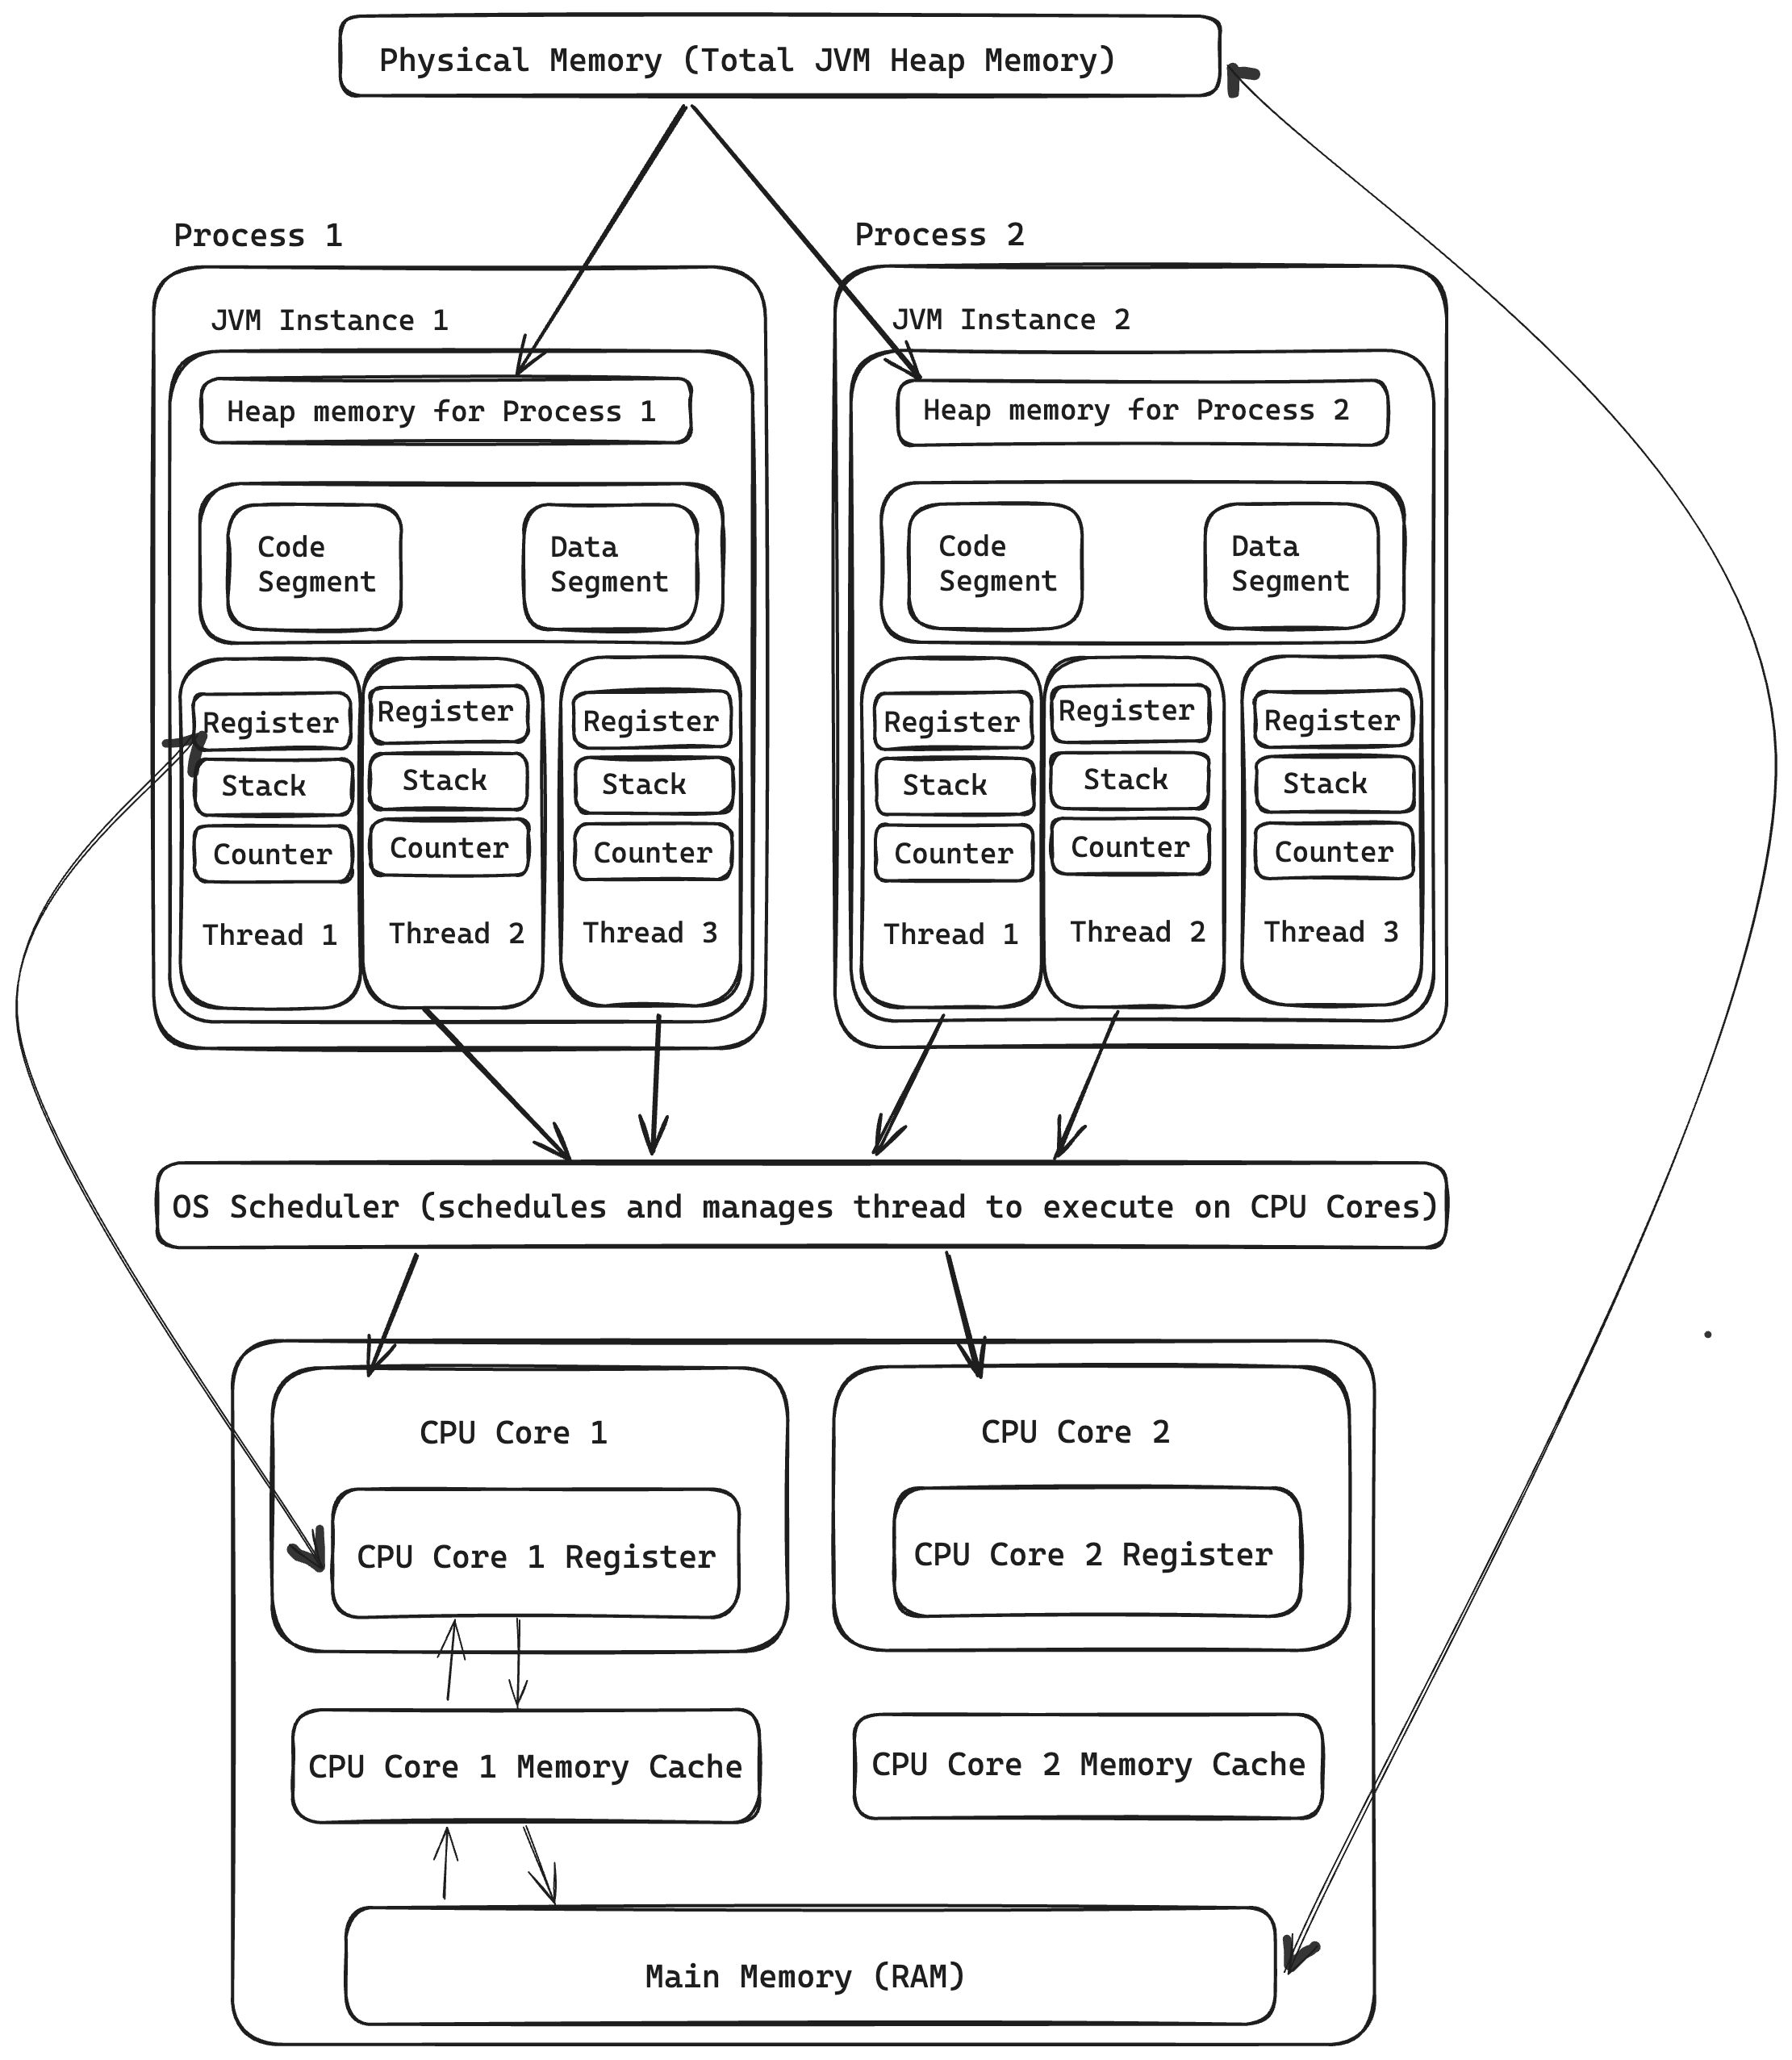 Physical Memory (Total JVM Heap Memory)
Process 1
JVM Instance 1
Heap memory for Process 1
Code
Segment
Data
Segment
Register
Stack
Counter
Thread 1
Register
Stack
Counter
Thread 2
Register
Stack
Counter
Thread 3
Process 2
JVM Instance 2
Heap memory for Process 2
Code
Segment
Data
Segment
Register
Stack
Counter
Thread 1
Register
Stack
Counter
Thread 2
Register
Stack
Counter
Thread 3
OS Scheduler (schedules and manages thread to execute on CPU Cores)
CPU Core 1
CPU Core 1 Register
CPU Core 1 Memory Cache
CPU Core 2
CPU Core 2 Register
CPU Core 2 Memory Cache
Main Memory (RAM)